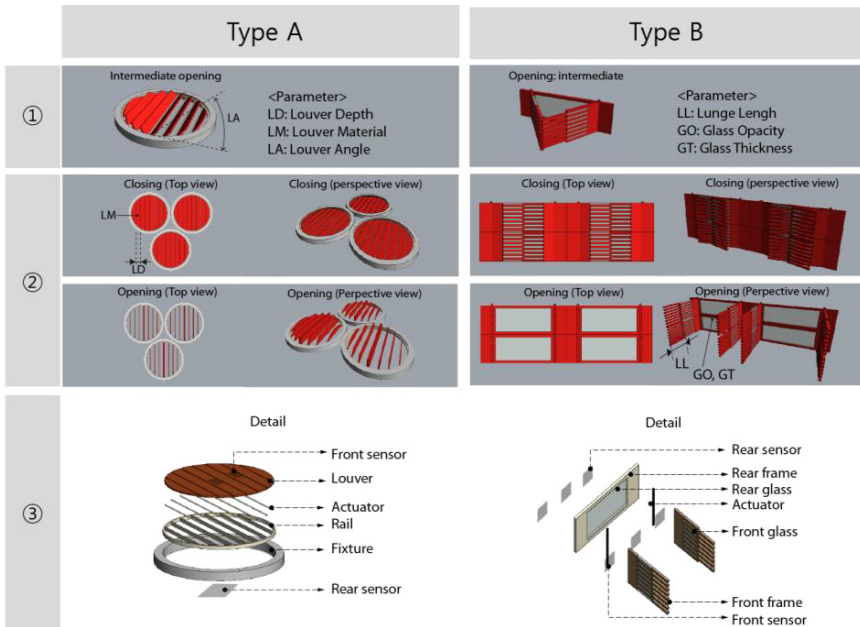 Type A
Type B
①
Intermediate opening
LA
<Parameter>
LD: Louver Depth
LM: Louver Material
LA: Louver Angle
Opening: intermediate
<Parameter>
LL: Lunge Lengh
GO: Glass Opacity
GT: Glass Thickness
②
Closing (Top view)
LM
LD
Closing (perspective view)
Closing (Top view)
Closing (perspective view)
Opening (Top view)
Opening (Perpective view)
Opening (Top view)
Opening (Perpective view)
LL
GO, GT
③
Detail
Front sensor
Louver
Actuator
Rail
Fixture
Rear sensor
Detail
Rear sensor
Rear frame
Rear glass
Actuator
Front glass
Front frame
Front sensor